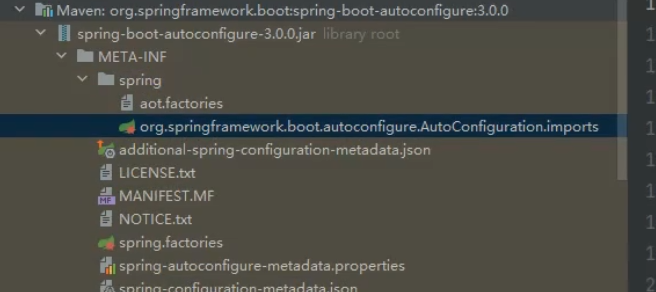 Maven: org.springframework.boot:spring-boot-autoconfigure:3.0.0
spring-boot-autoconfigure-3.0.0.jar library root
META-INF
spring
aot.factories
org.springframework.boot.autoconfigure.AutoConfiguration.imports
additional-spring-configuration-metadata.json
LICENSE.txt
MANIFEST.MF
NOTICE.txt
spring.factories
spring-autoconfigure-metadata.properties
spring-configuration-metadata.json